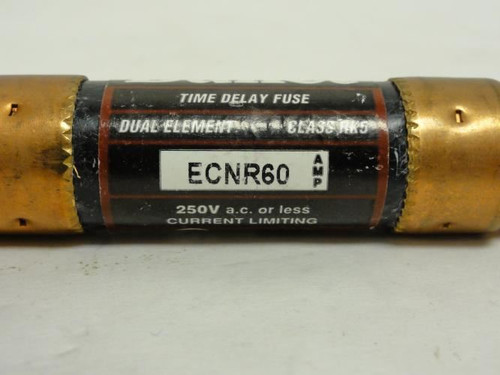 TIME DELAY FUSE
DUAL ELEMENT CLASS RK5
ECNR60 AMP
250V a.c. or less
CURRENT LIMITING